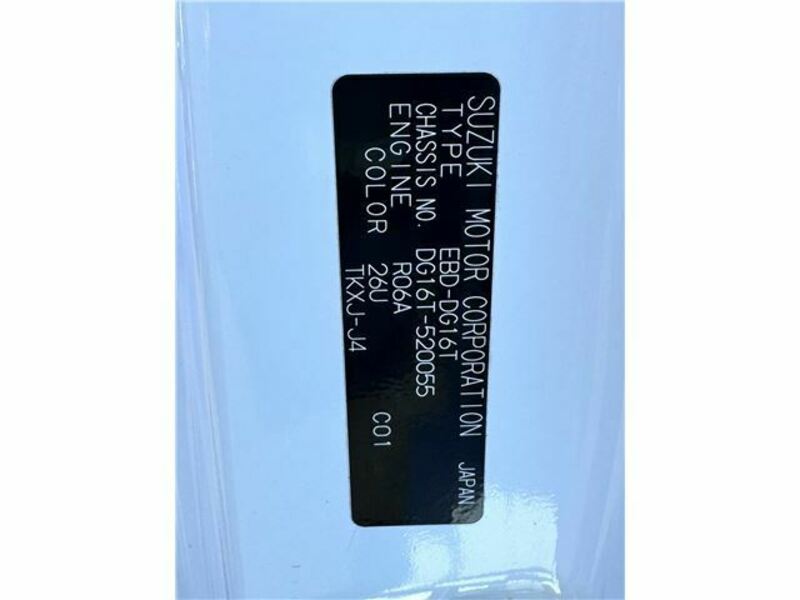 SUZUKI MOTOR CORPORATION JAPAN
TYPE EBD-DG16T
CHASSIS NO. DG16T-520055
ENGINE R06A
COLOR 26U C01
TKXJ-J4